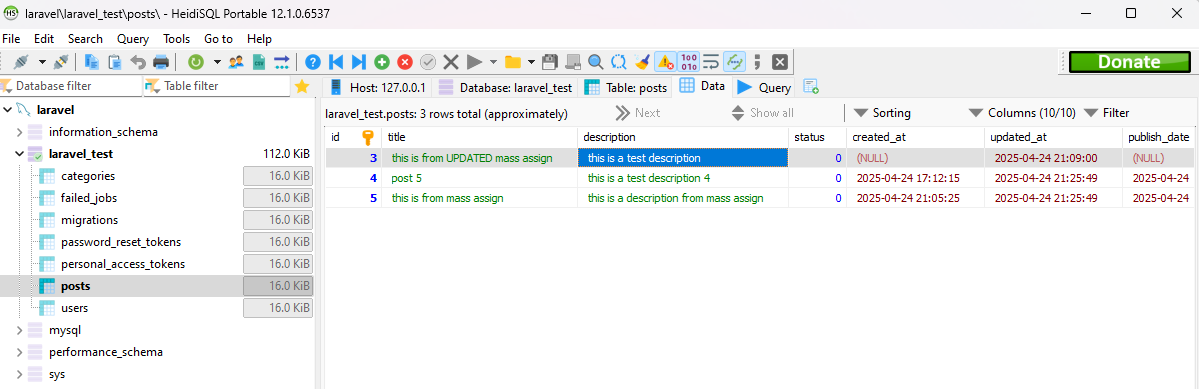 laravel\laravel_test\posts\ - HeidiSQL Portable 12.1.0.6537
File Edit Search Query Tools Go to Help
Donate
Database filter Table filter
Host: 127.0.0.1 Database: laravel_test Table: posts Data Query
laravel_test.posts: 3 rows total (approximately) Next Show all Sorting Columns (10/10) Filter
laravel
information_schema
laravel_test 112.0 KiB
categories 16.0 KiB
failed_jobs 16.0 KiB
migrations 16.0 KiB
password_reset_tokens 16.0 KiB
personal_access_tokens 16.0 KiB
posts 16.0 KiB
users 16.0 KiB
mysql
performance_schema
sys
id title description status created_at updated_at publish_date
3 this is from UPDATED mass assign this is a test description 0 (NULL) 2025-04-24 21:09:00 (NULL)
4 post 5 this is a test description 4 0 2025-04-24 17:12:15 2025-04-24 21:25:49 2025-04-24
5 this is from mass assign this is a description from mass assign 0 2025-04-24 21:05:25 2025-04-24 21:25:49 2025-04-24